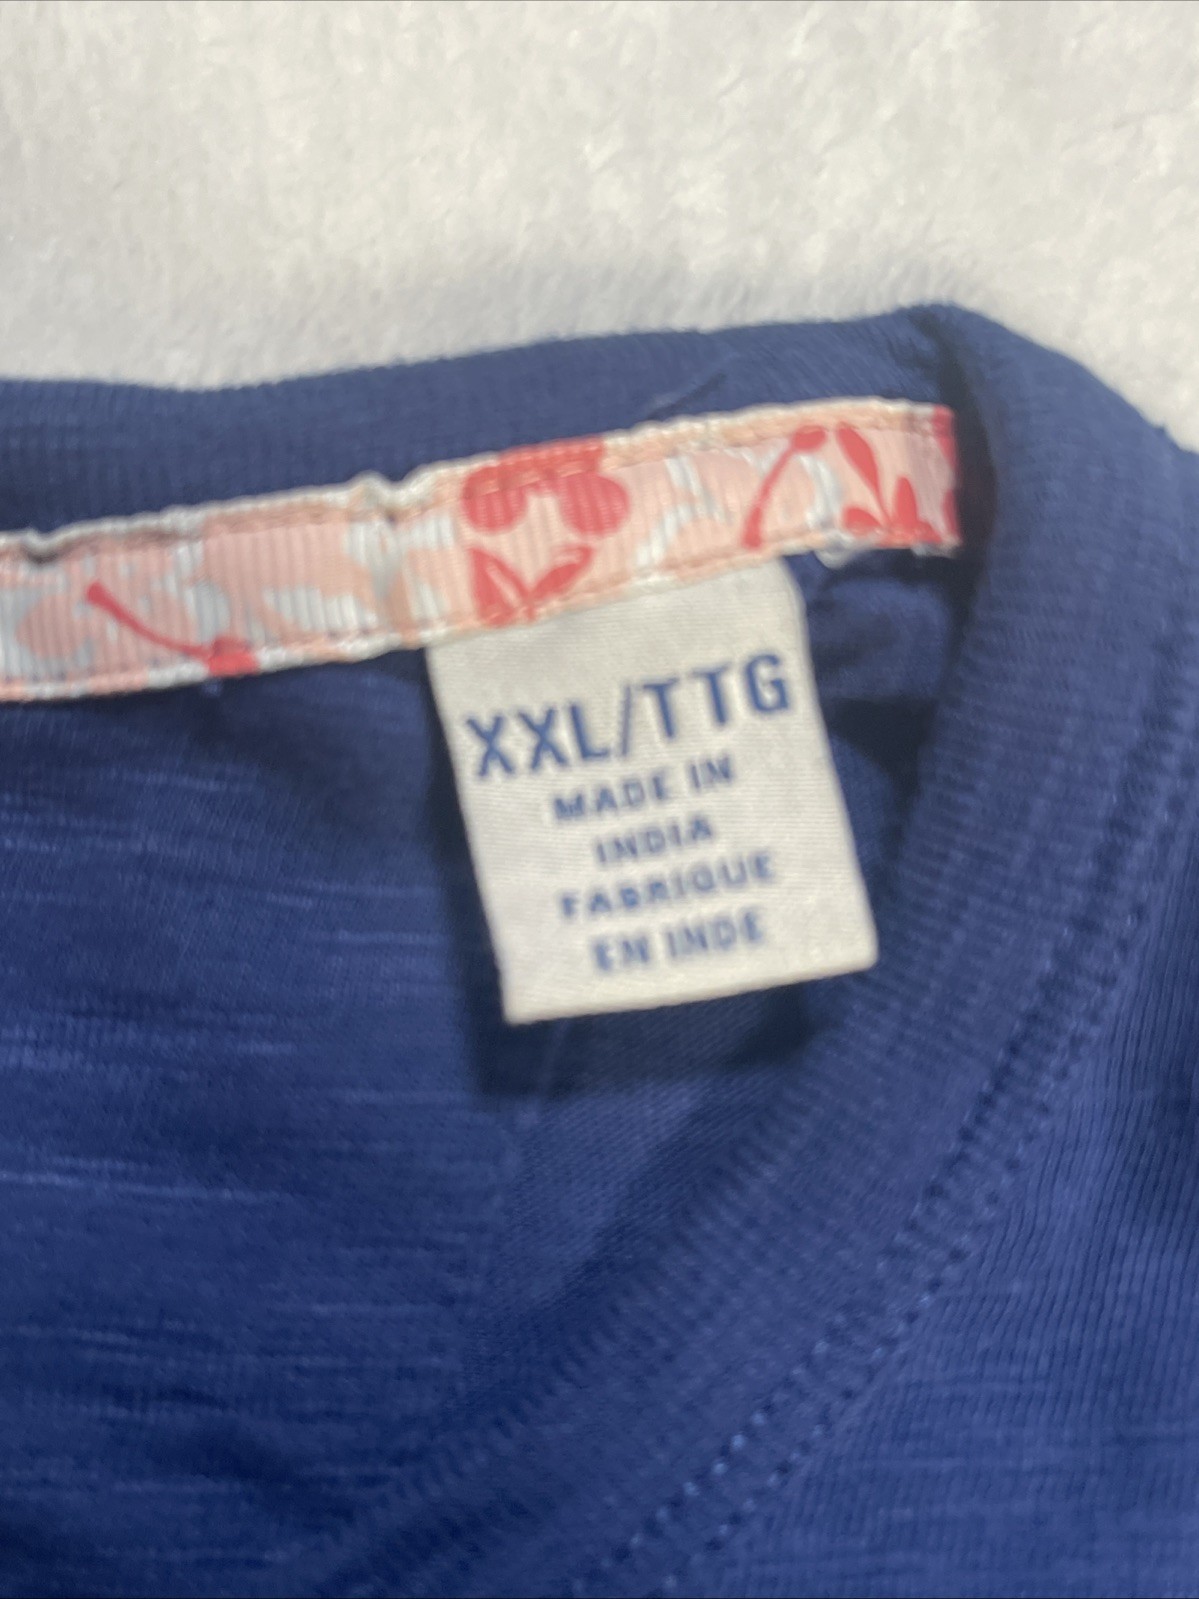 XXL/TTG
MADE IN
INDIA
FABRIQUE
EN INDE